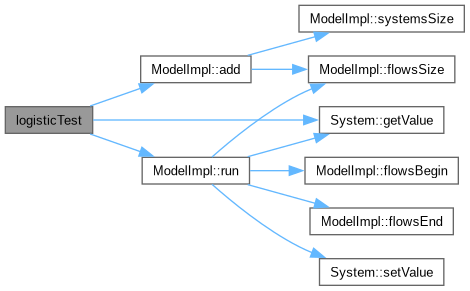 ModelImpl::systemsSize
ModelImpl::add
ModelImpl::flowsSize
logisticTest
System::getValue
ModelImpl::run
ModelImpl::flowsBegin
ModelImpl::flowsEnd
System::setValue